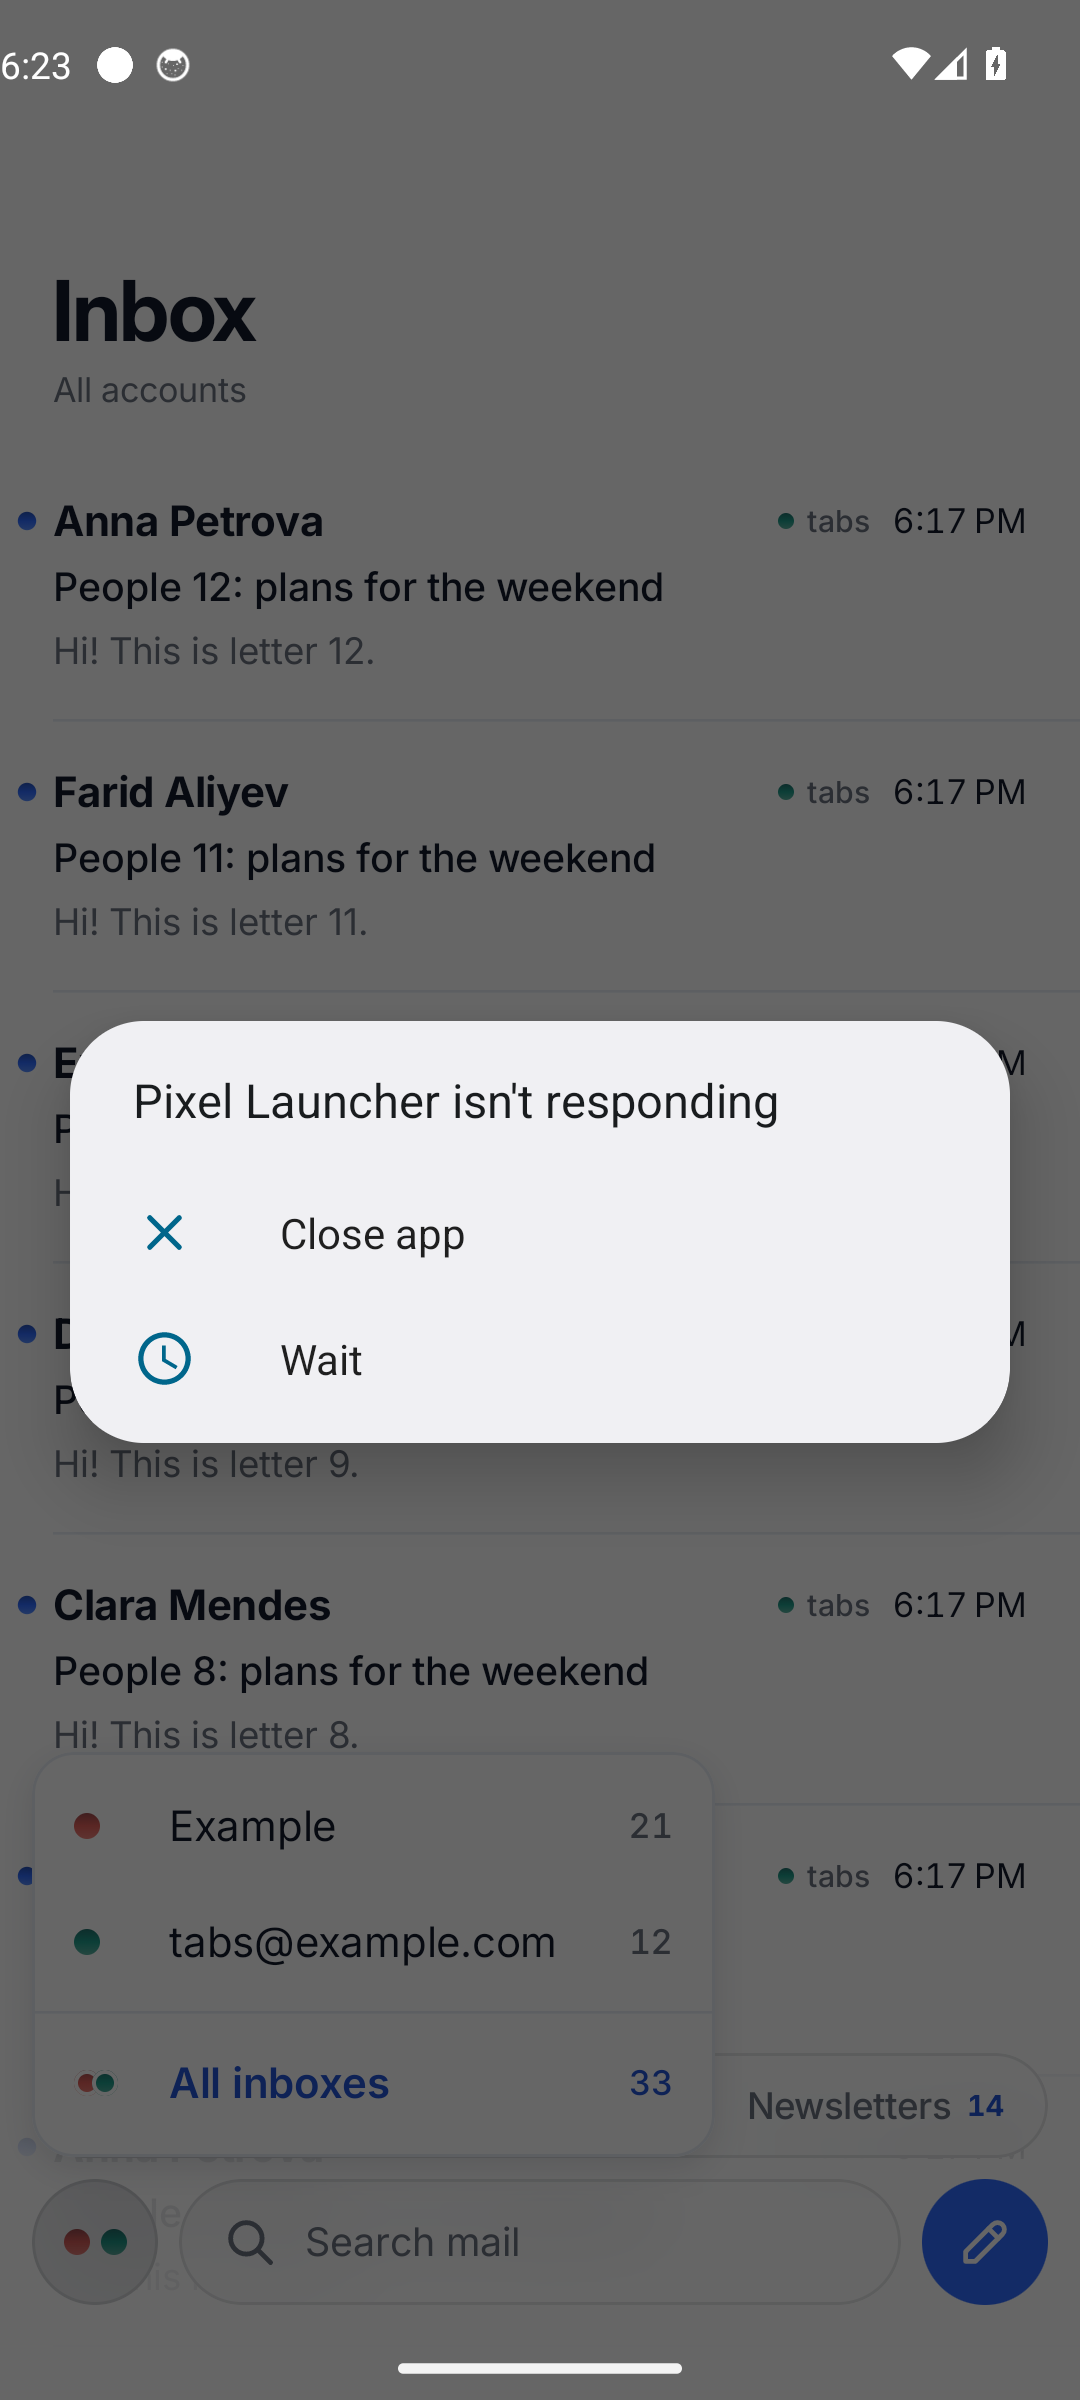 6:23
Inbox
All accounts
Anna Petrova
tabs 6:17 PM
People 12: plans for the weekend
Hi! This is letter 12.
Farid Aliyev
tabs 6:17 PM
People 11: plans for the weekend
Hi! This is letter 11.
Pixel Launcher isn't responding
Close app
Wait
Hi! This is letter 9.
Clara Mendes
tabs 6:17 PM
People 8: plans for the weekend
Hi! This is letter 8.
Example 21
tabs 6:17 PM
tabs@example.com 12
All inboxes 33
Newsletters 14
Search mail